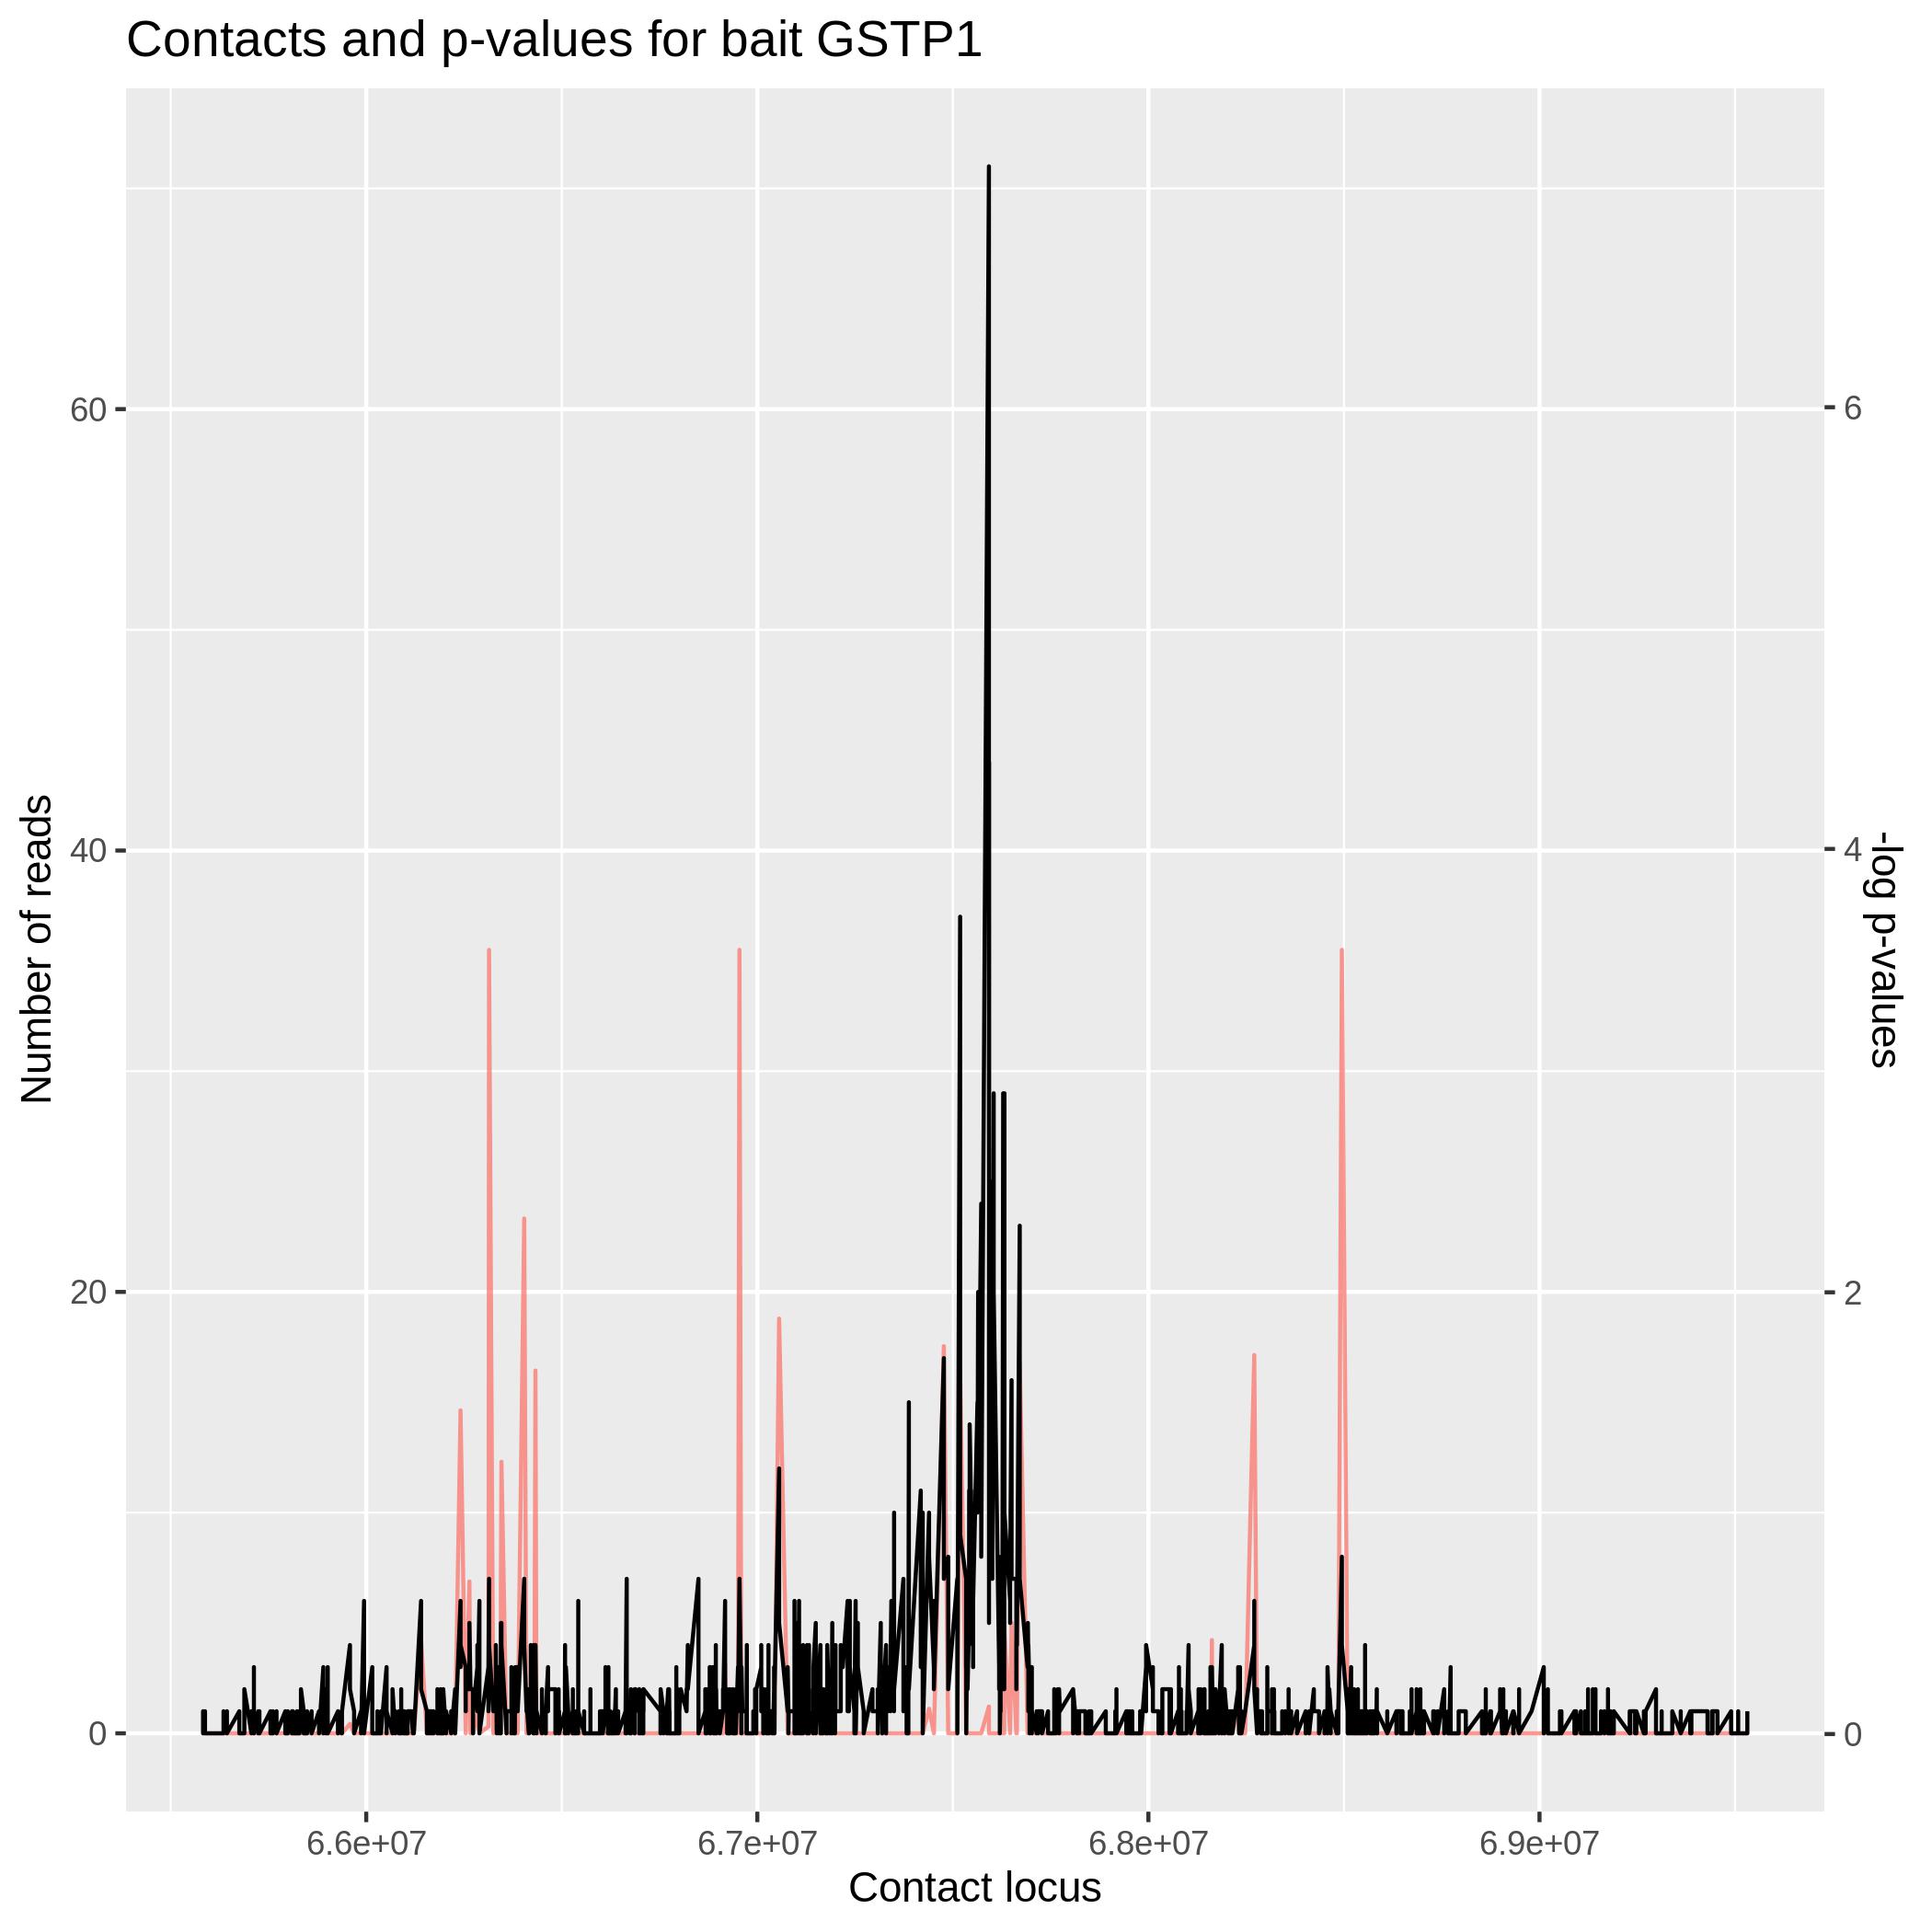 Contacts and p-values for bait GSTP1
Number of reads
60
40
20
0
6
4
2
0
-log p-values
6.6e+07 6.7e+07 6.8e+07 6.9e+07
Contact locus